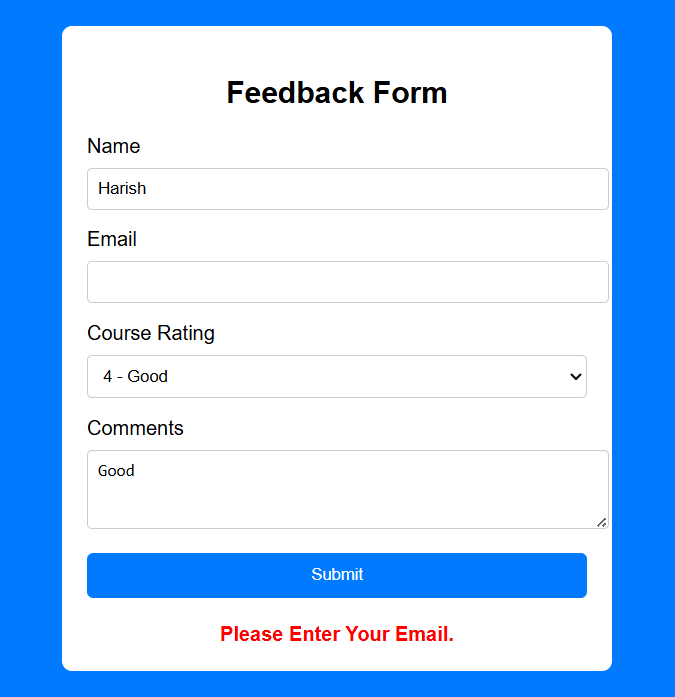 Feedback Form
Name
Harish
Email
Course Rating
4 - Good
Comments
Good
Submit
Please Enter Your Email.